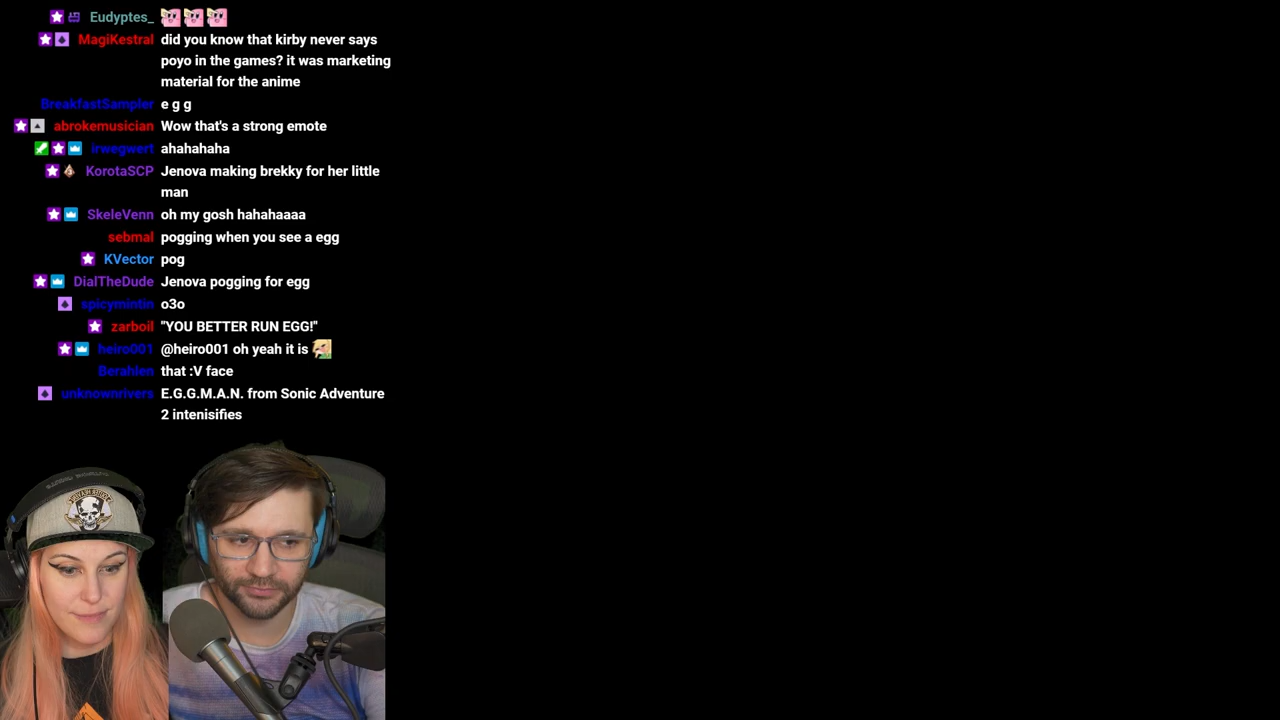 Eudyptes_
MagiKestral did you know that kirby never says
poyo in the games? it was marketing
material for the anime
BreakfastSampler e g g
abrokemusician Wow that's a strong emote
irwegwert ahahahaha
KorotaSCP Jenova making brekky for her little
man
SkeleVenn oh my gosh hahahaaaa
sebmal pogging when you see a egg
KVector pog
DialTheDude Jenova pogging for egg
spicymintin o3o
zarboil "YOU BETTER RUN EGG!"
heiro001 @heiro001 oh yeah it is
Berahlen that :V face
unknownrivers E.G.G.M.A.N. from Sonic Adventure
2 intenisifies